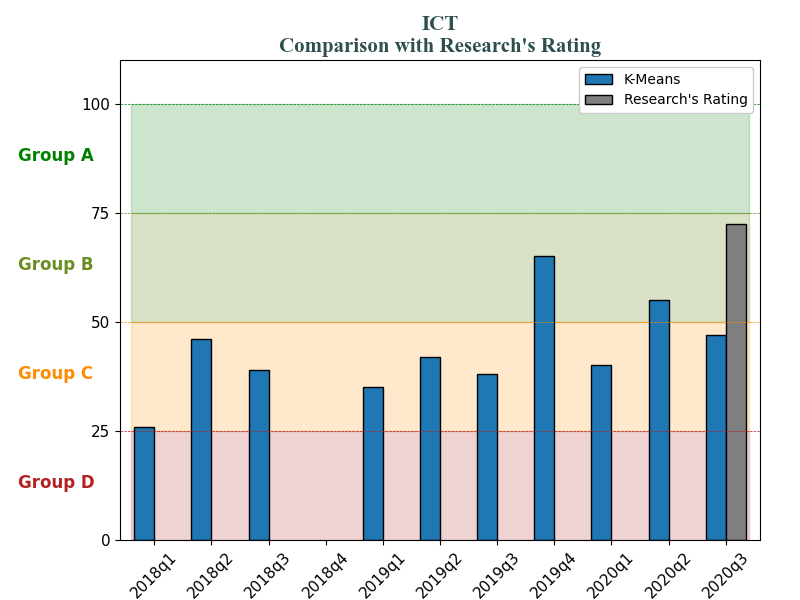 ICT
Comparison with Research's Rating
K-Means
Research's Rating
100
Group A
75
Group B
50
Group C
25
Group D
0
2018q1
2018q2
2018q3
2018q4
2019q1
2019q2
2019q3
2019q4
2020q1
2020q2
2020q3